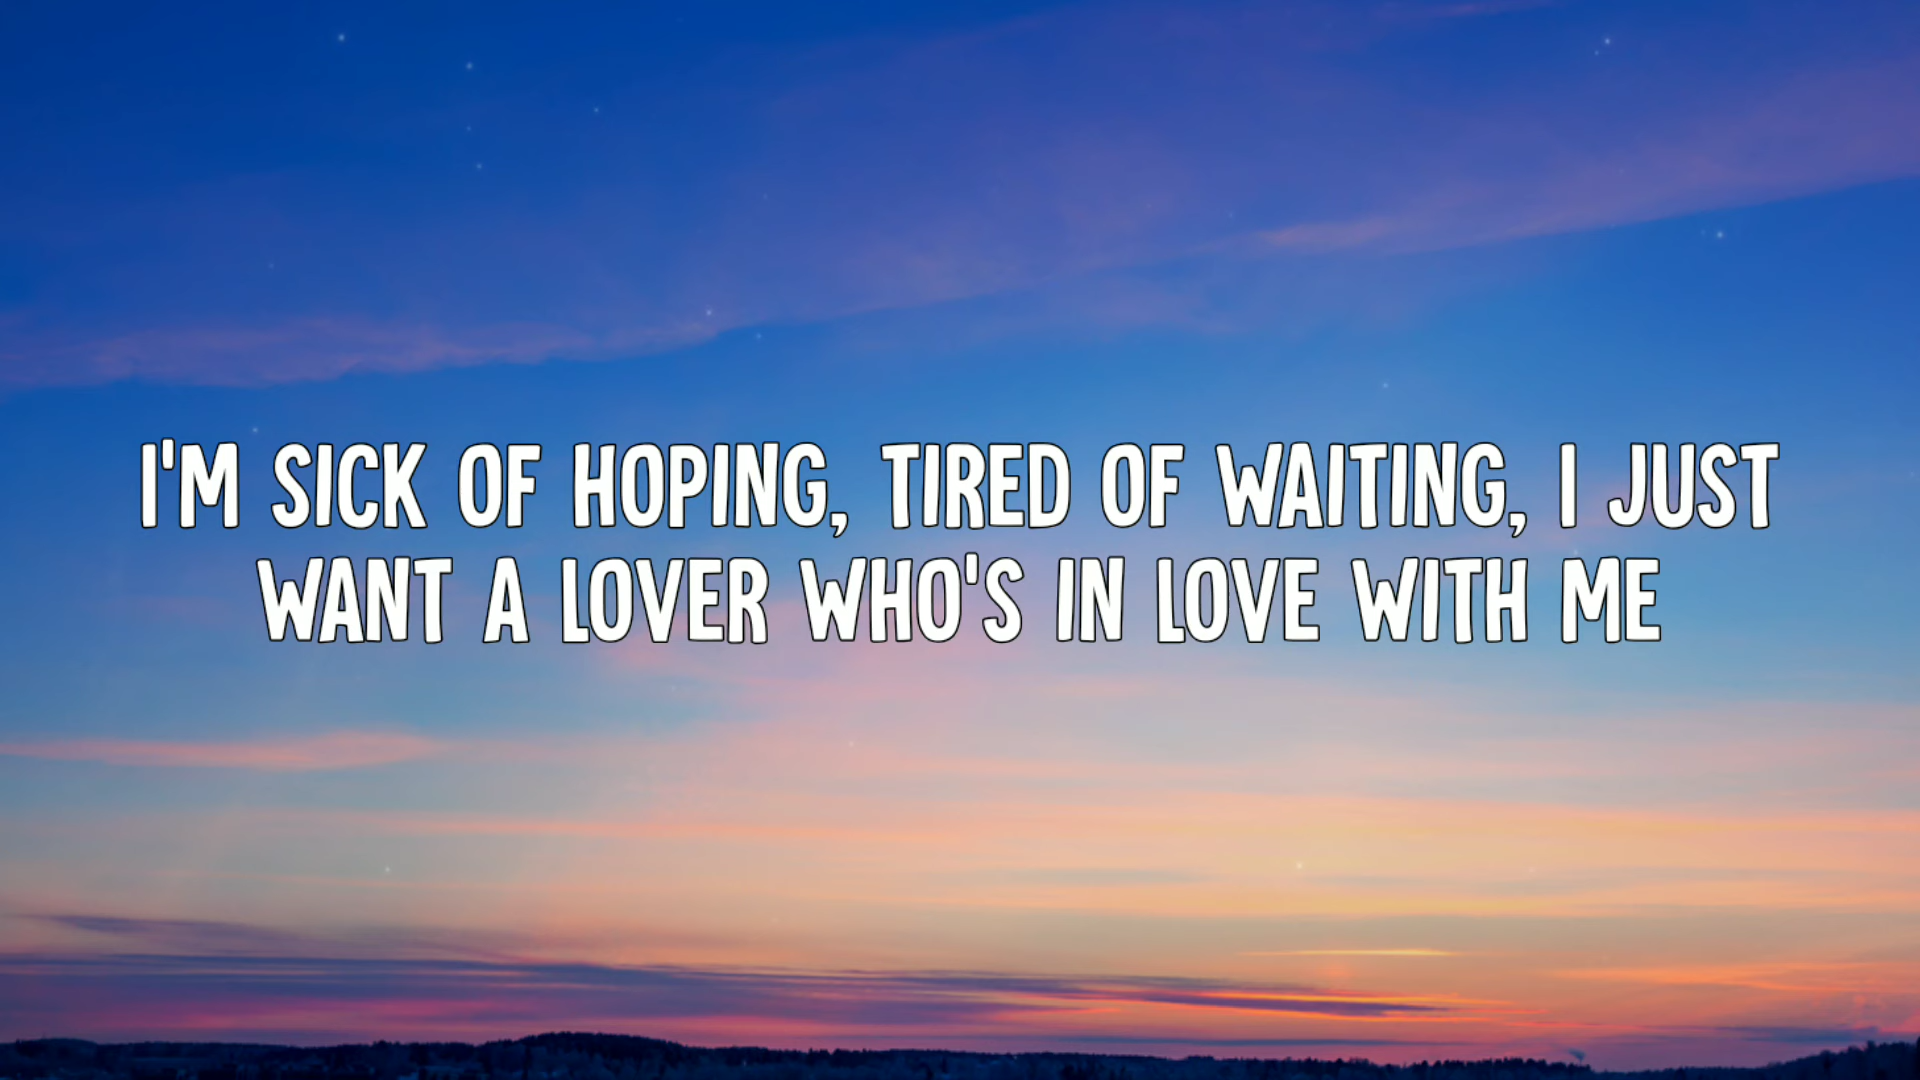 I'M SICK OF HOPING, TIRED OF WAITING, I JUST
WANT A LOVER WHO'S IN LOVE WITH ME